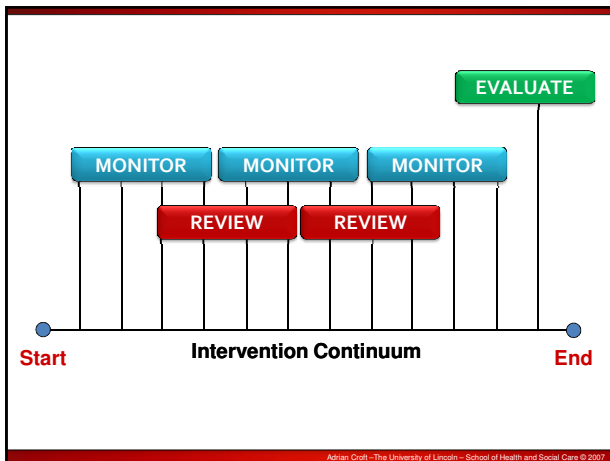 EVALUATE
MONITOR MONITOR MONITOR
REVIEW REVIEW
Start Intervention Continuum End
Adrian Croft –The University of Lincoln – School of Health and Social Care © 2007